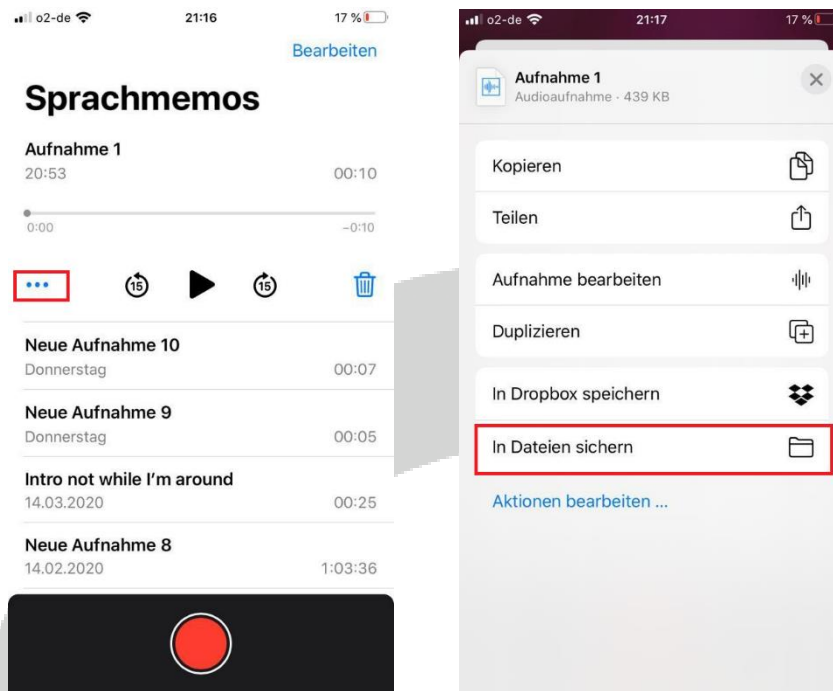 o2-de 21:16 17 %
Bearbeiten
Sprachmemos
Aufnahme 1
20:53 00:10
0:00 −0:10
15 15
Neue Aufnahme 10
Donnerstag 00:07
Neue Aufnahme 9
Donnerstag 00:05
Intro not while I'm around
14.03.2020 00:25
Neue Aufnahme 8
14.02.2020 1:03:36
o2-de 21:17 17 %
Aufnahme 1
Audioaufnahme · 439 KB
Kopieren
Teilen
Aufnahme bearbeiten
Duplizieren
In Dropbox speichern
In Dateien sichern
Aktionen bearbeiten ...